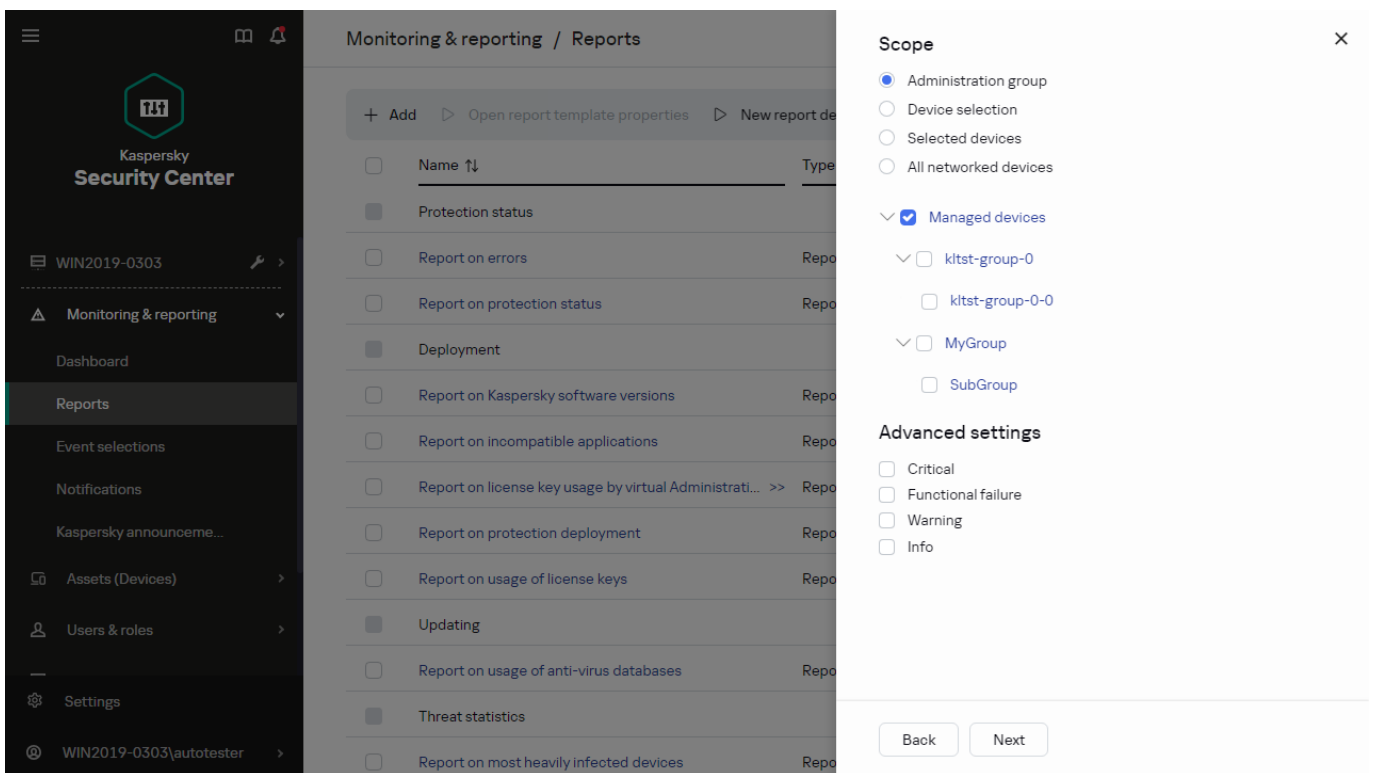 Kaspersky
Security Center
WIN2019-0303
Monitoring & reporting
Dashboard
Reports
Event selections
Notifications
Kaspersky announceme...
Assets (Devices)
Users & roles
Settings
WIN2019-0303\autotester
Monitoring & reporting / Reports
+ Add Open report template properties New report de
Name Type
Protection status
Report on errors Repo
Report on protection status Repo
Deployment
Report on Kaspersky software versions Repo
Report on incompatible applications Repo
Report on license key usage by virtual Administrati... >> Repo
Report on protection deployment Repo
Report on usage of license keys Repo
Updating
Report on usage of anti-virus databases Repo
Threat statistics
Report on most heavily infected devices Repo
Scope
Administration group
Device selection
Selected devices
All networked devices
Managed devices
kltst-group-0
kltst-group-0-0
MyGroup
SubGroup
Advanced settings
Critical
Functional failure
Warning
Info
Back Next